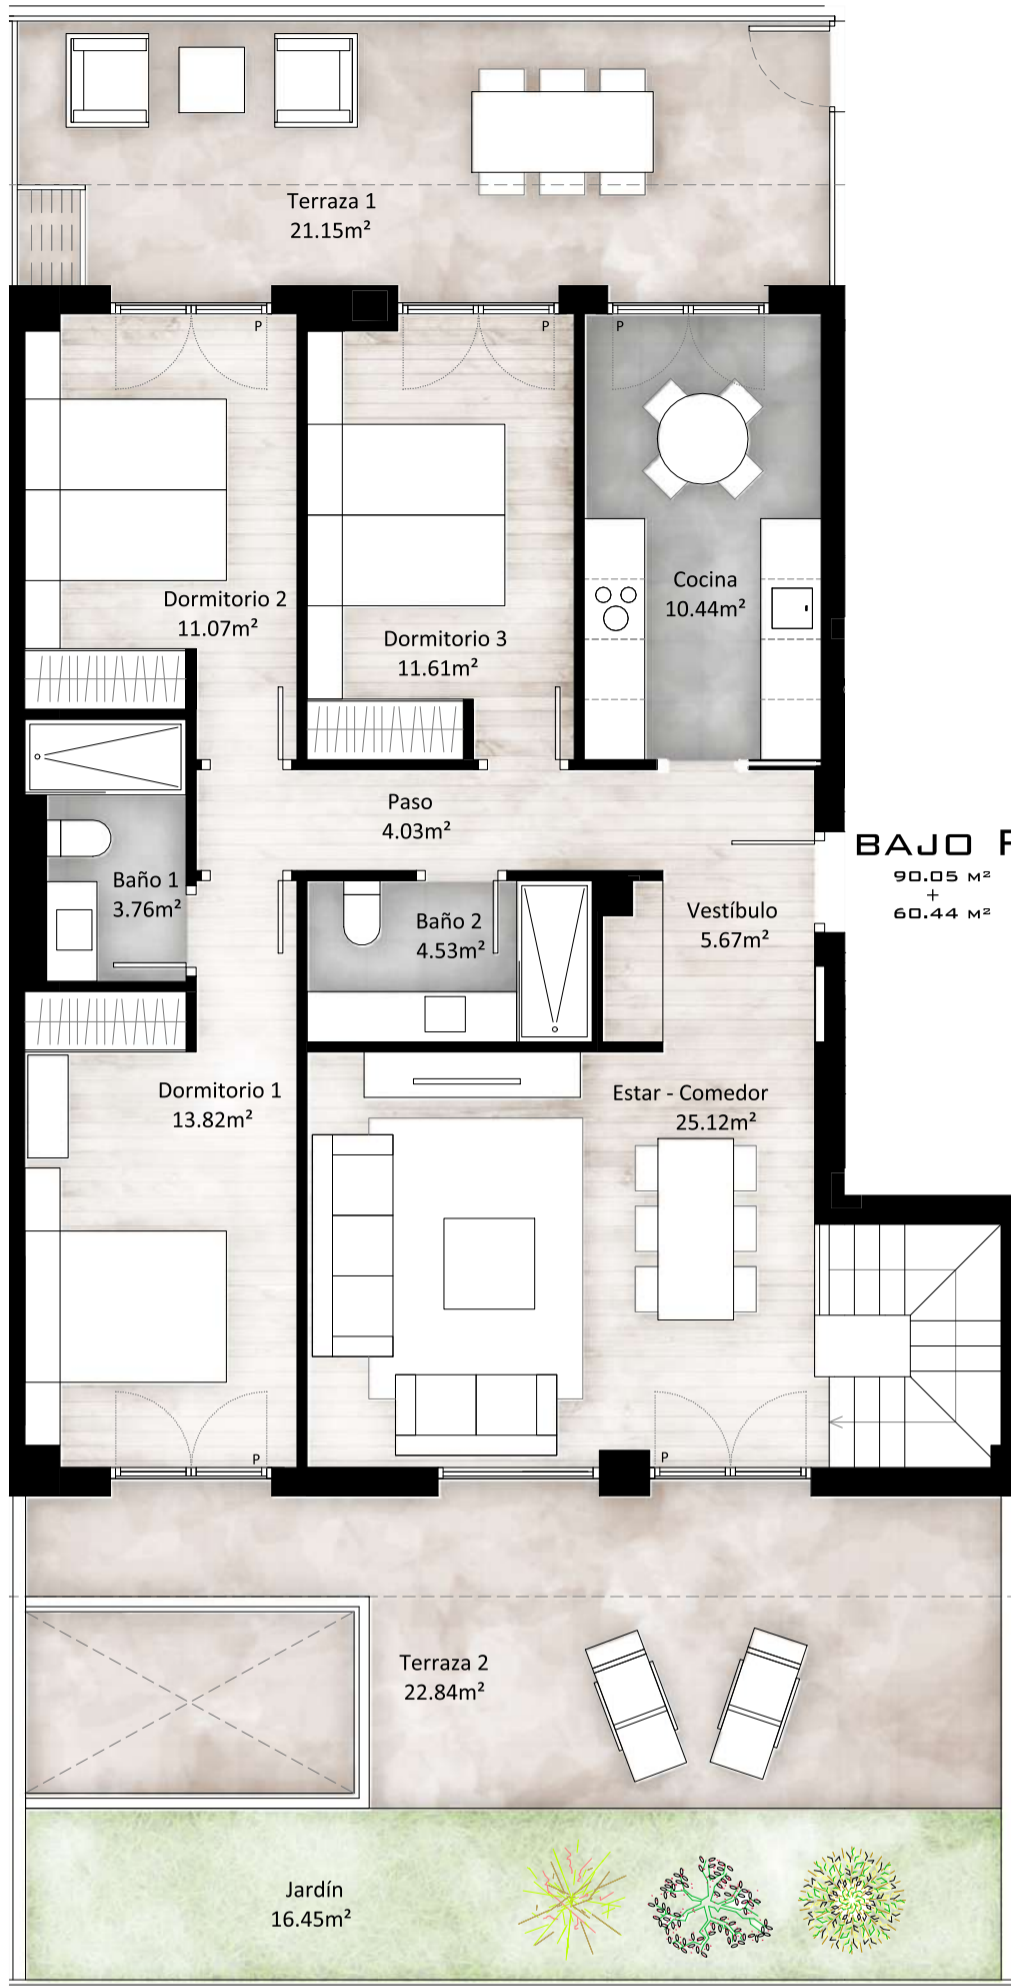 Terraza 1
21.15m²
P
P
P
Cocina
10.44m²
Dormitorio 2
11.07m²
Dormitorio 3
11.61m²
Paso
4.03m²
BAJO
90.05 M²
+
60.44 M²
Baño 1
3.76m²
Baño 2
4.53m²
Vestíbulo
5.67m²
Dormitorio 1
13.82m²
Estar - Comedor
25.12m²
P
P
Terraza 2
22.84m²
Jardín
16.45m²